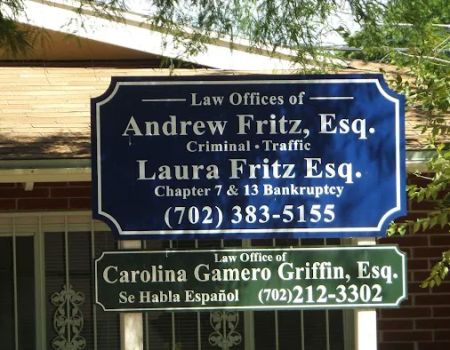 Law Offices of
Andrew Fritz, Esq.
Criminal · Traffic
Laura Fritz Esq.
Chapter 7 & 13 Bankruptcy
(702) 383-5155
Law Office of
Carolina Gamero Griffin, Esq.
Se Habla Español (702)212-3302